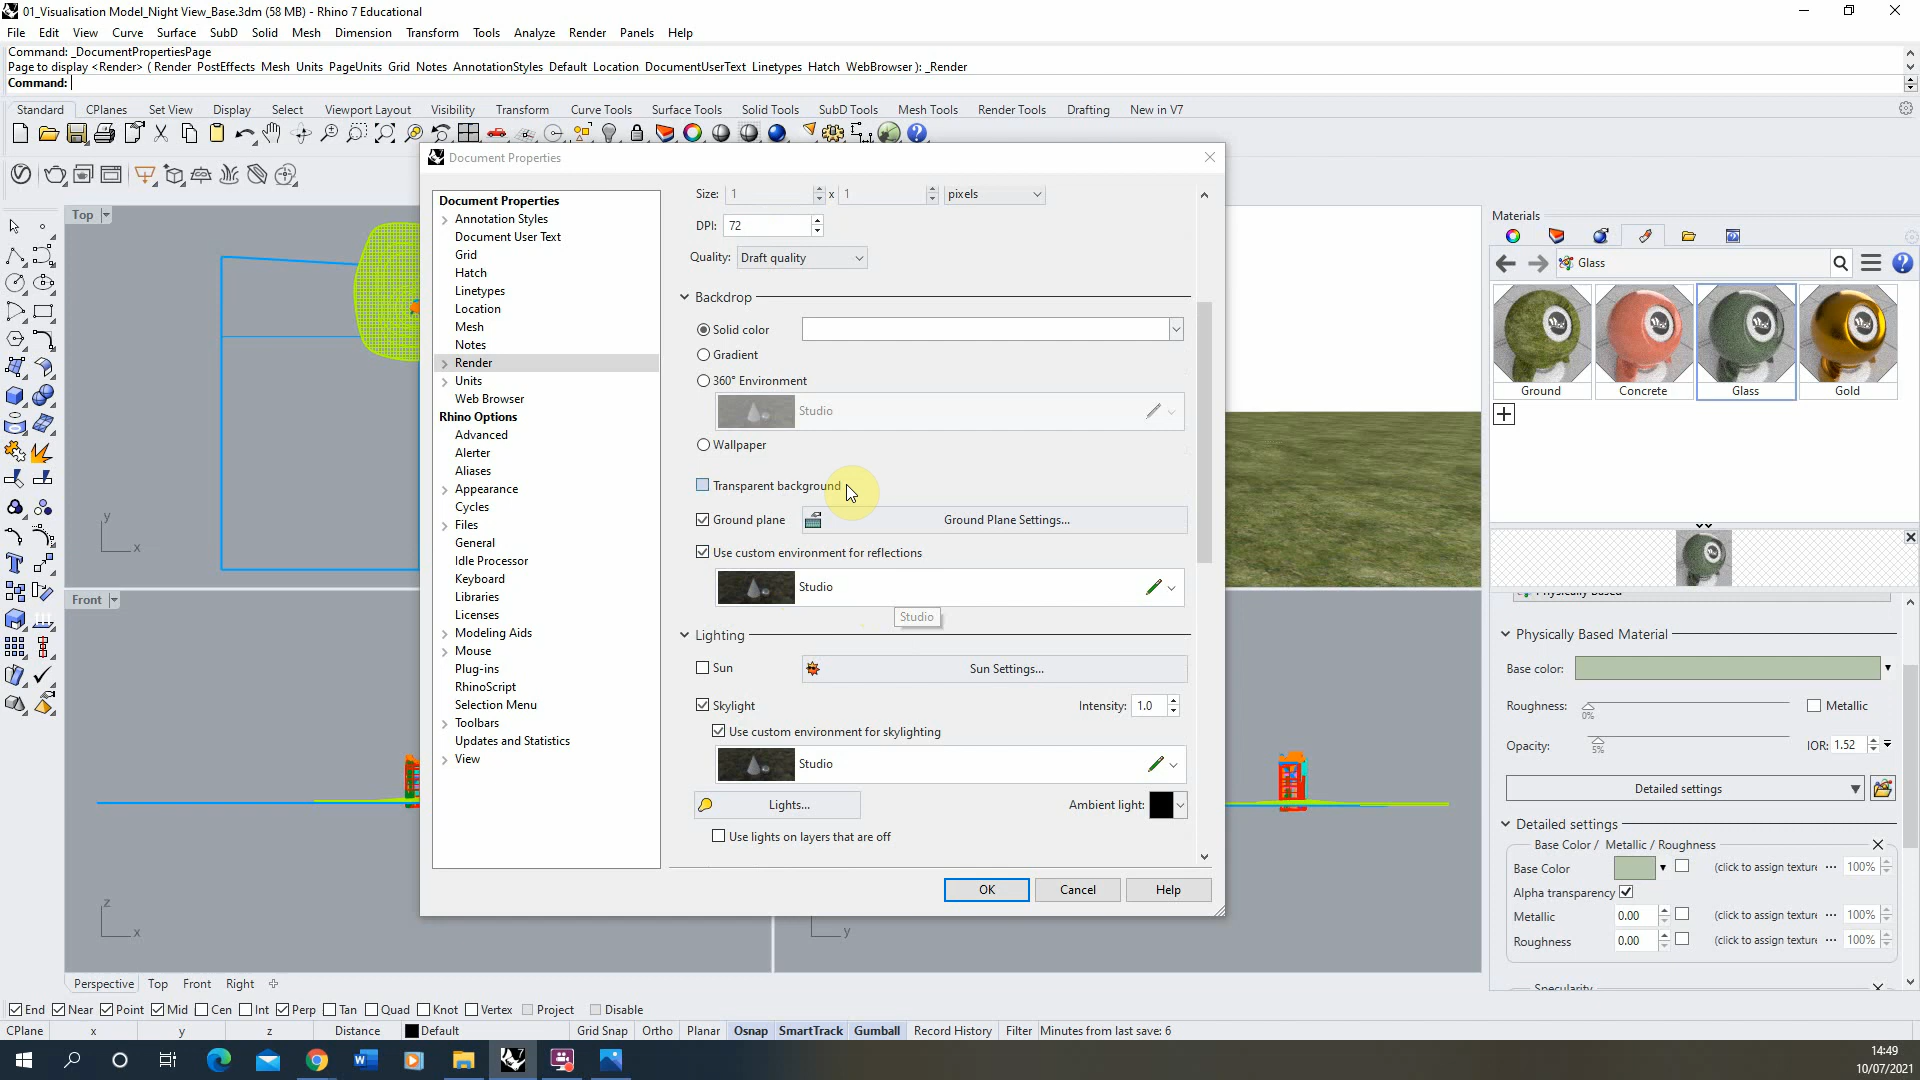 01_Visualisation Model_Night View_Base.3dm (58 MB) - Rhino 7 Educational
File Edit View Curve Surface SubD Solid Mesh Dimension Transform Tools Analyze Render Panels Help
Command: _DocumentPropertiesPage
Page to display <Render> ( Render PostEffects Mesh Units PageUnits Grid Notes AnnotationStyles Default Location DocumentUserText Linetypes Hatch WebBrowser ): _Render
Command:
Standard CPlanes Set View Display Select Viewport Layout Visibility Transform Curve Tools Surface Tools Solid Tools SubD Tools Mesh Tools Render Tools Drafting New in V7
Top
y
x
Front
z
x
y
Document Properties
Document Properties
Annotation Styles
Document User Text
Grid
Hatch
Linetypes
Location
Mesh
Notes
Render
Units
Web Browser
Rhino Options
Advanced
Alerter
Aliases
Appearance
Cycles
Files
General
Idle Processor
Keyboard
Libraries
Licenses
Modeling Aids
Mouse
Plug-ins
RhinoScript
Selection Menu
Toolbars
Updates and Statistics
View
Size: 1 x 1 pixels
DPI: 72
Quality: Draft quality
Backdrop
Solid color
Gradient
360° Environment
Studio
Wallpaper
Transparent background
Ground plane Ground Plane Settings...
Use custom environment for reflections
Studio
Studio
Lighting
Sun Sun Settings...
Skylight Intensity: 1.0
Use custom environment for skylighting
Studio
Lights... Ambient light:
Use lights on layers that are off
OK Cancel Help
Materials
Glass
Ground Concrete Glass Gold
Physically Based Material
Base color:
Roughness: 0% Metallic
Opacity: 5% IOR: 1.52
Detailed settings
Detailed settings
Base Color / Metallic / Roughness
Base Color (click to assign texture ··· 100%
Alpha transparency
Metallic 0.00 (click to assign texture ··· 100%
Roughness 0.00 (click to assign texture ··· 100%
Perspective Top Front Right
End Near Point Mid Cen Int Perp Tan Quad Knot Vertex Project Disable
CPlane x y z Distance Default Grid Snap Ortho Planar Osnap SmartTrack Gumball Record History Filter Minutes from last save: 6
14:49
10/07/2021